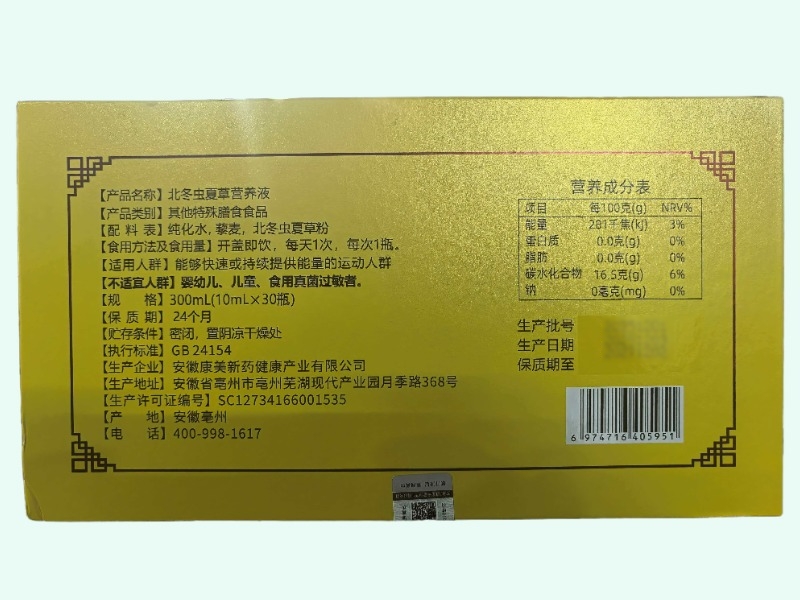 【产品名称】北冬虫夏草营养液
【产品类别】其他特殊膳食食品
【配 料 表】纯化水，藜麦，北冬虫夏草粉
【食用方法及食用量】开盖即饮，每天1次，每次1瓶。
【适用人群】能够快速或持续提供能量的运动人群
【不适宜人群】婴幼儿、儿童、食用真菌过敏者。
【规 格】300mL(10mL×30瓶)
【保 质 期】24个月
【贮存条件】密闭，置阴凉干燥处
【执行标准】GB 24154
【生产企业】安徽康美新药健康产业有限公司
【生产地址】安徽省亳州市亳州芜湖现代产业园月季路368号
【生产许可证编号】SC12734166001535
【产 地】安徽亳州
【电 话】400-998-1617
营养成分表
项目 每100克(g) NRV%
能量 281千焦(kJ) 3%
蛋白质 0.0克(g) 0%
脂肪 0.0克(g) 0%
碳水化合物 16.5克(g) 6%
钠 0毫克(mg) 0%
生产批号
生产日期
保质期至
6 974716 405951